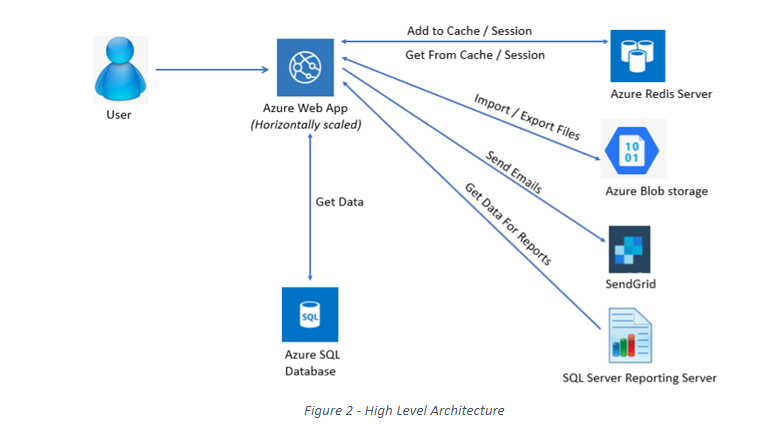 Add to Cache / Session
Get From Cache / Session
User
Azure Web App
(Horizontally scaled)
Azure Redis Server
Import / Export Files
10
01
Azure Blob storage
Send Emails
Get Data For Reports
Get Data
SendGrid
SQL
Azure SQL
Database
SQL Server Reporting Server
Figure 2 - High Level Architecture